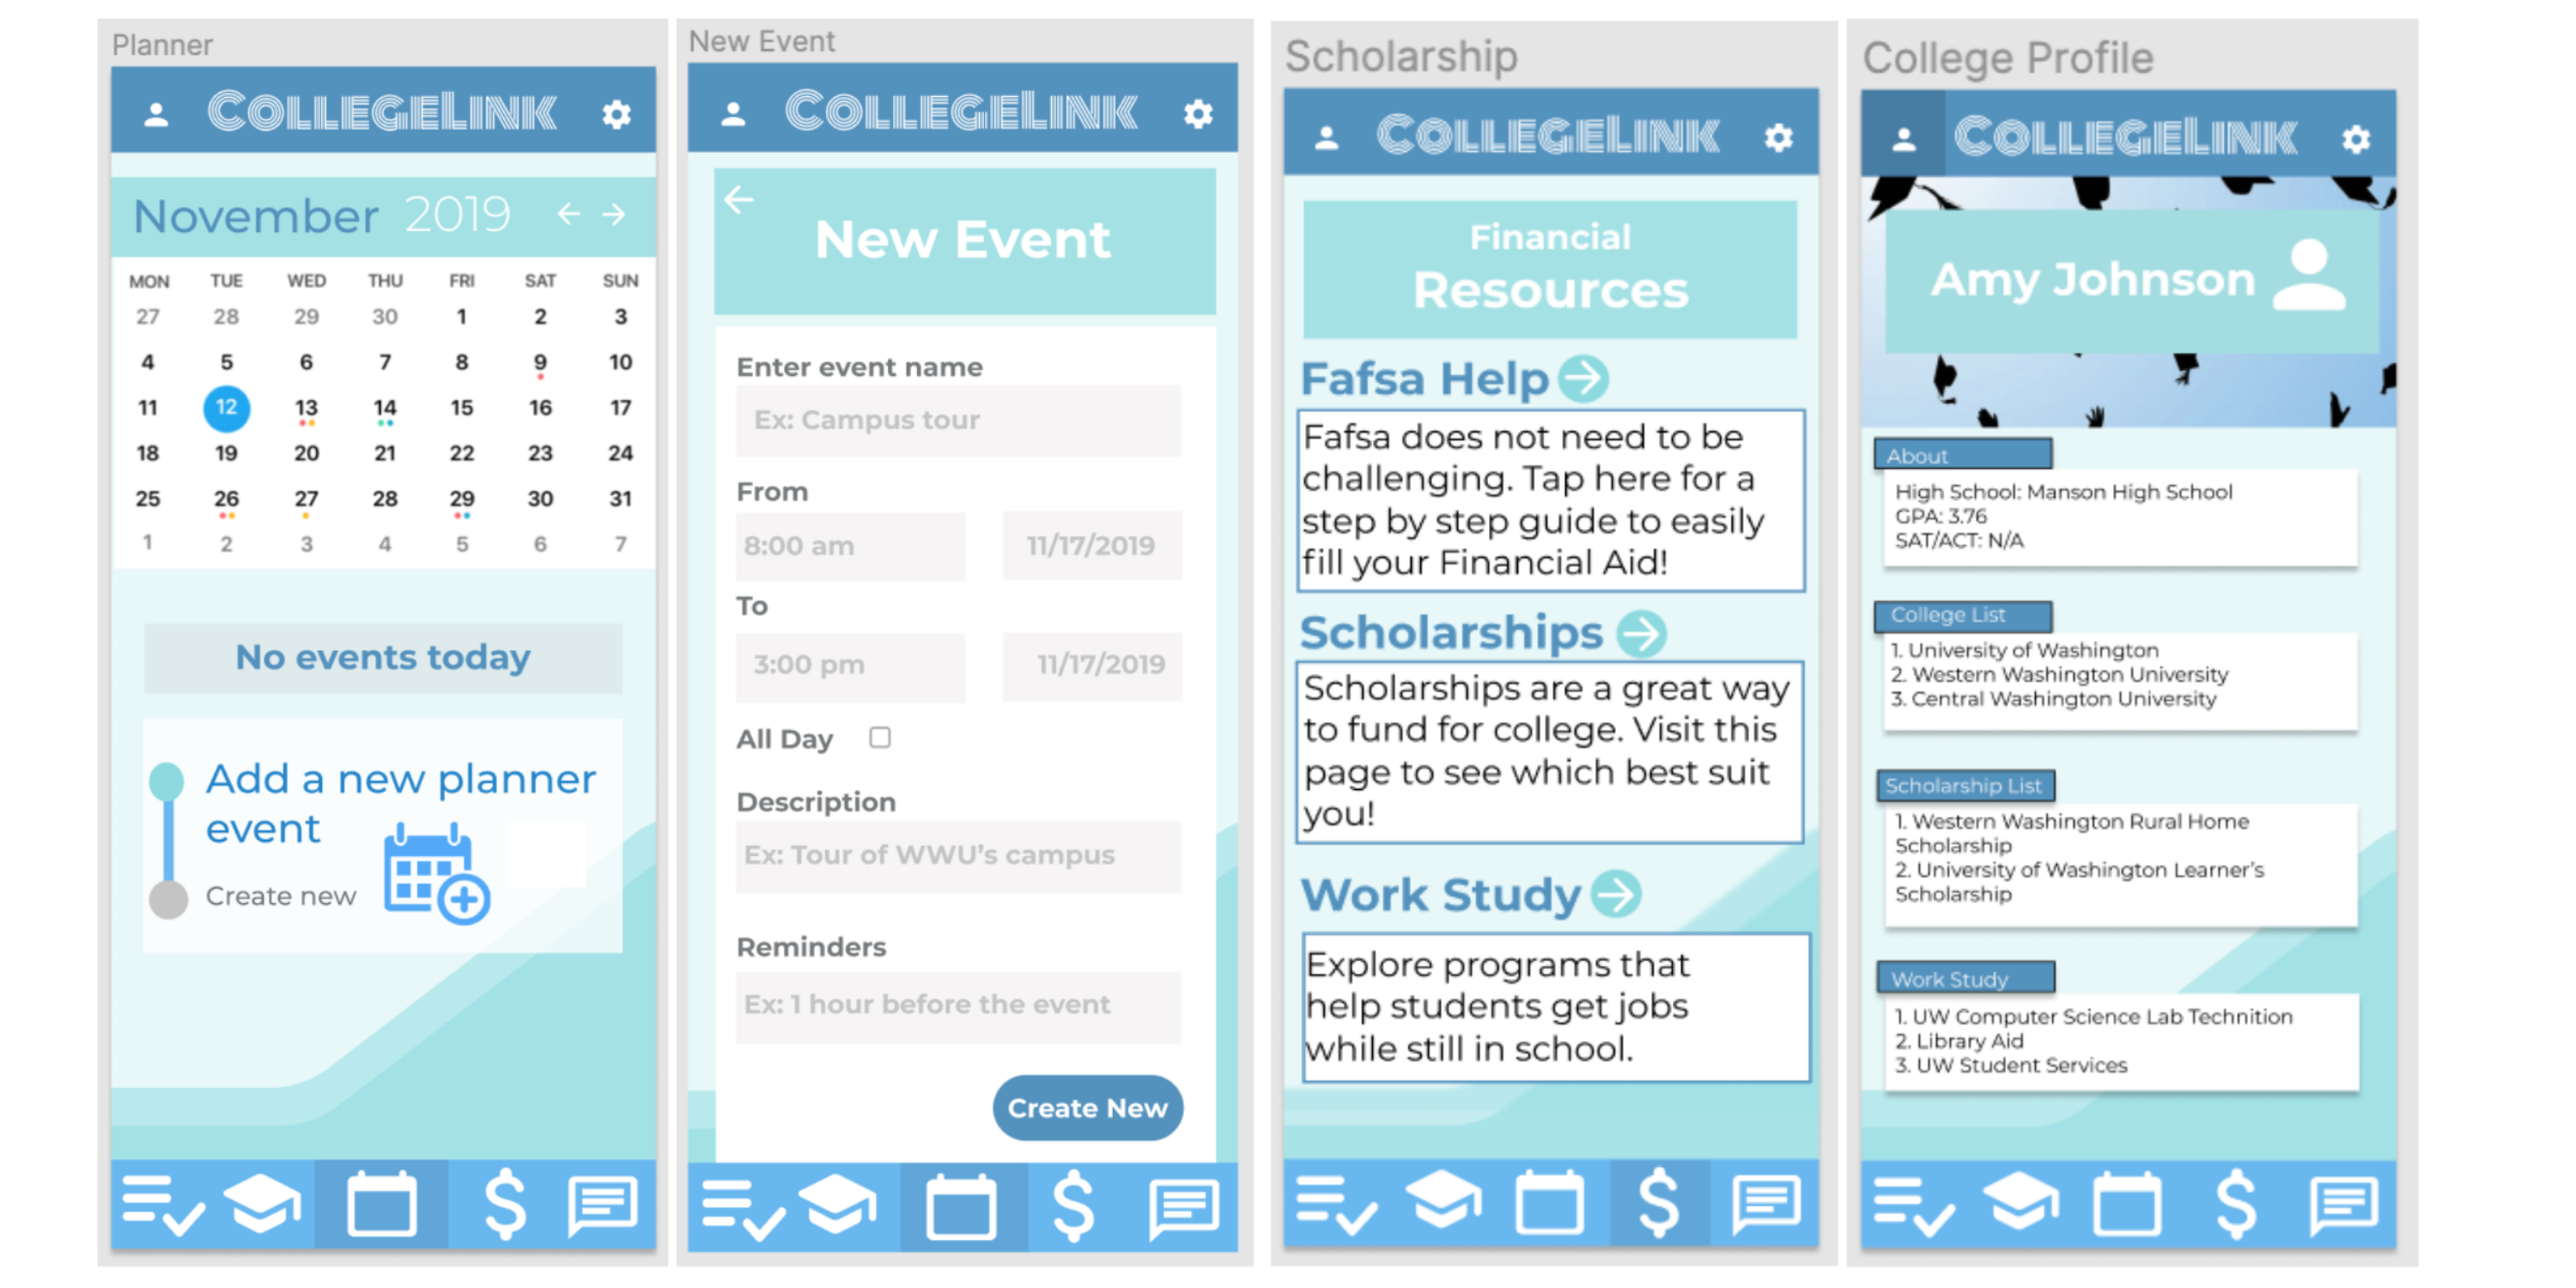 Planner
COLLEGELINK
November 2019
MON TUE WED THU FRI SAT SUN
27 28 29 30 1 2 3
4 5 6 7 8 9 10
11 12 13 14 15 16 17
18 19 20 21 22 23 24
25 26 27 28 29 30 31
1 2 3 4 5 6 7
No events today
Add a new planner
event
Create new
New Event
COLLEGELINK
New Event
Enter event name
Ex: Campus tour
From
8:00 am 11/17/2019
To
3:00 pm 11/17/2019
All Day
Description
Ex: Tour of WWU's campus
Reminders
Ex: 1 hour before the event
Create New
Scholarship
COLLEGELINK
Financial
Resources
Fafsa Help
Fafsa does not need to be
challenging. Tap here for a
step by step guide to easily
fill your Financial Aid!
Scholarships
Scholarships are a great way
to fund for college. Visit this
page to see which best suit
you!
Work Study
Explore programs that
help students get jobs
while still in school.
College Profile
COLLEGELINK
Amy Johnson
About
High School: Manson High School
GPA: 3.76
SAT/ACT: N/A
College List
1. University of Washington
2. Western Washington University
3. Central Washington University
Scholarship List
1. Western Washington Rural Home
Scholarship
2. University of Washington Learner's
Scholarship
Work Study
1. UW Computer Science Lab Technition
2. Library Aid
3. UW Student Services